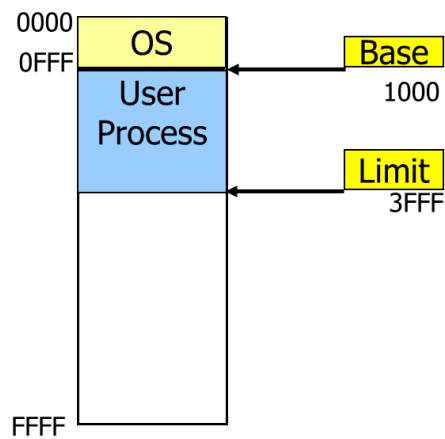 0000
OS
0FFF
Base
1000
User
Process
Limit
3FFF
FFFF